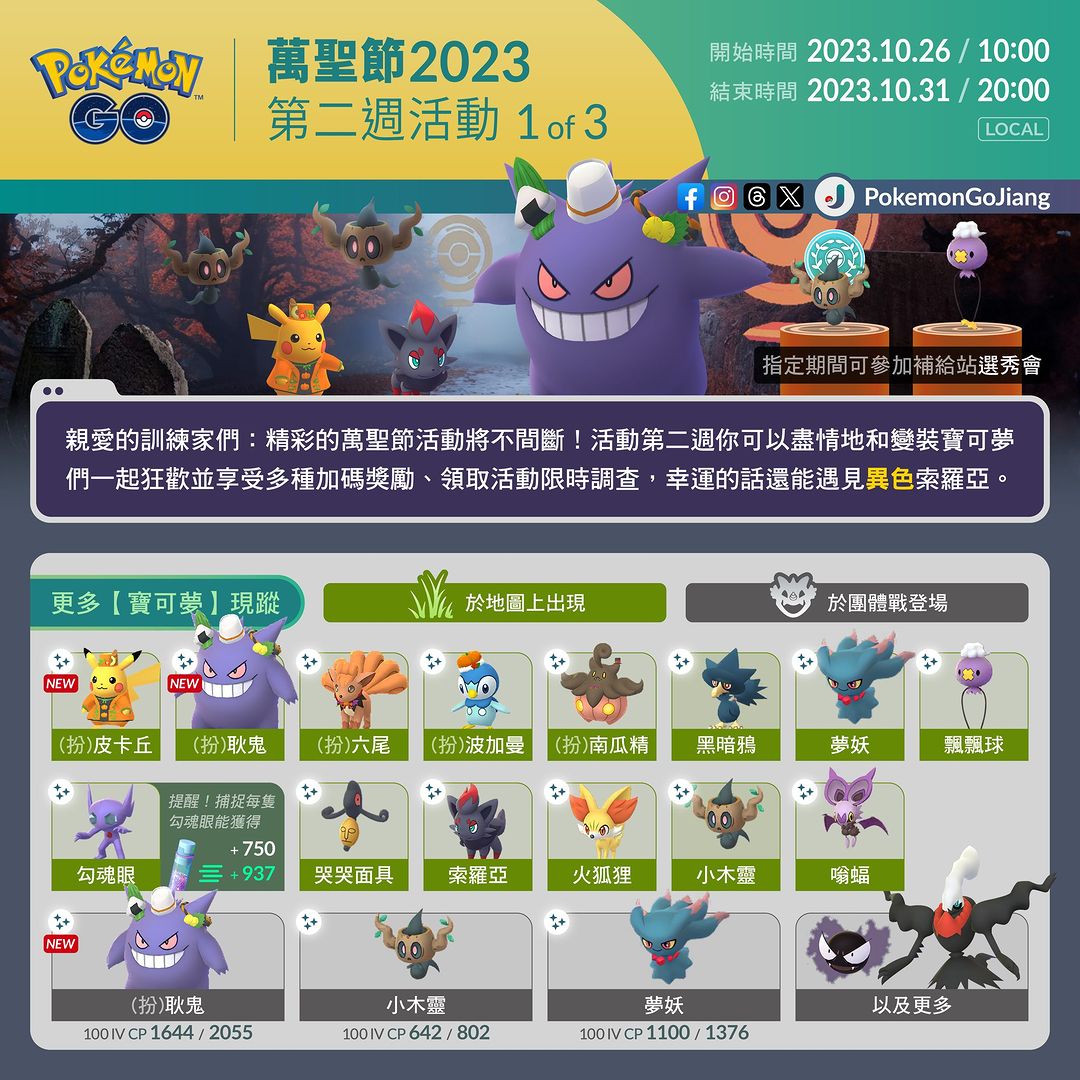 POKÉMON GO
TM
萬聖節2023
第二週活動 1 of 3
開始時間 2023.10.26 / 10:00
結束時間 2023.10.31 / 20:00
LOCAL
PokemonGoJiang
指定期間可參加補給站選秀會
親愛的訓練家們：精彩的萬聖節活動將不間斷！活動第二週你可以盡情地和變裝寶可夢
們一起狂歡並享受多種加碼獎勵、領取活動限時調查，幸運的話還能遇見異色索羅亞。
更多【寶可夢】現蹤
於地圖上出現
於團體戰登場
NEW
NEW
(扮)皮卡丘
(扮)耿鬼
(扮)六尾
(扮)波加曼
(扮)南瓜精
黑暗鴉
夢妖
飄飄球
提醒！捕捉每隻
勾魂眼能獲得
+750
+937
勾魂眼
哭哭面具
索羅亞
火狐狸
小木靈
嗡蝠
NEW
(扮)耿鬼
小木靈
夢妖
以及更多
100 IV CP 1644 / 2055
100 IV CP 642 / 802
100 IV CP 1100 / 1376